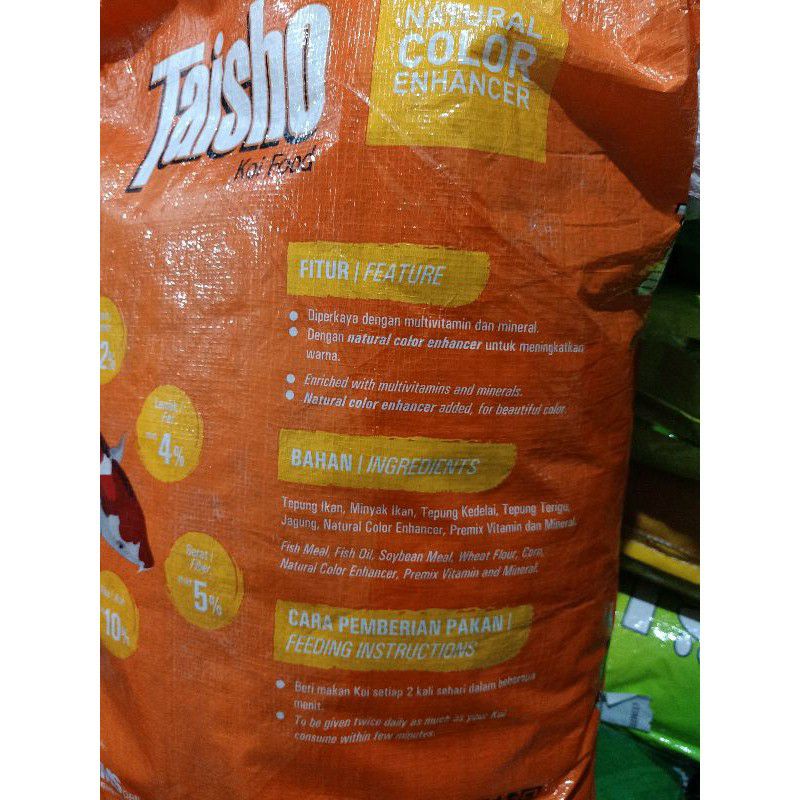 Taisho
Koi Food
NATURAL
COLOR
ENHANCER
FITUR | FEATURE
Diperkaya dengan multivitamin dan mineral.
Dengan natural color enhancer untuk meningkatkan
warna.
Enriched with multivitamins and minerals.
Natural color enhancer added, for beautiful color.
4%
BAHAN | INGREDIENTS
Tepung Ikan, Minyak Ikan, Tepung Kedelai, Tepung Terigu,
Jagung, Natural Color Enhancer, Premix Vitamin dan Mineral.
Fish Meal, Fish Oil, Soybean Meal, Wheat Flour, Corn,
Natural Color Enhancer, Premix Vitamin and Mineral.
Serat /
Fiber
5%
10%
CARA PEMBERIAN PAKAN |
FEEDING INSTRUCTIONS
Beri makan Koi setiap 2 kali sehari dalam beberapa
menit.
To be given twice daily as much as your Koi
consume within few minutes.